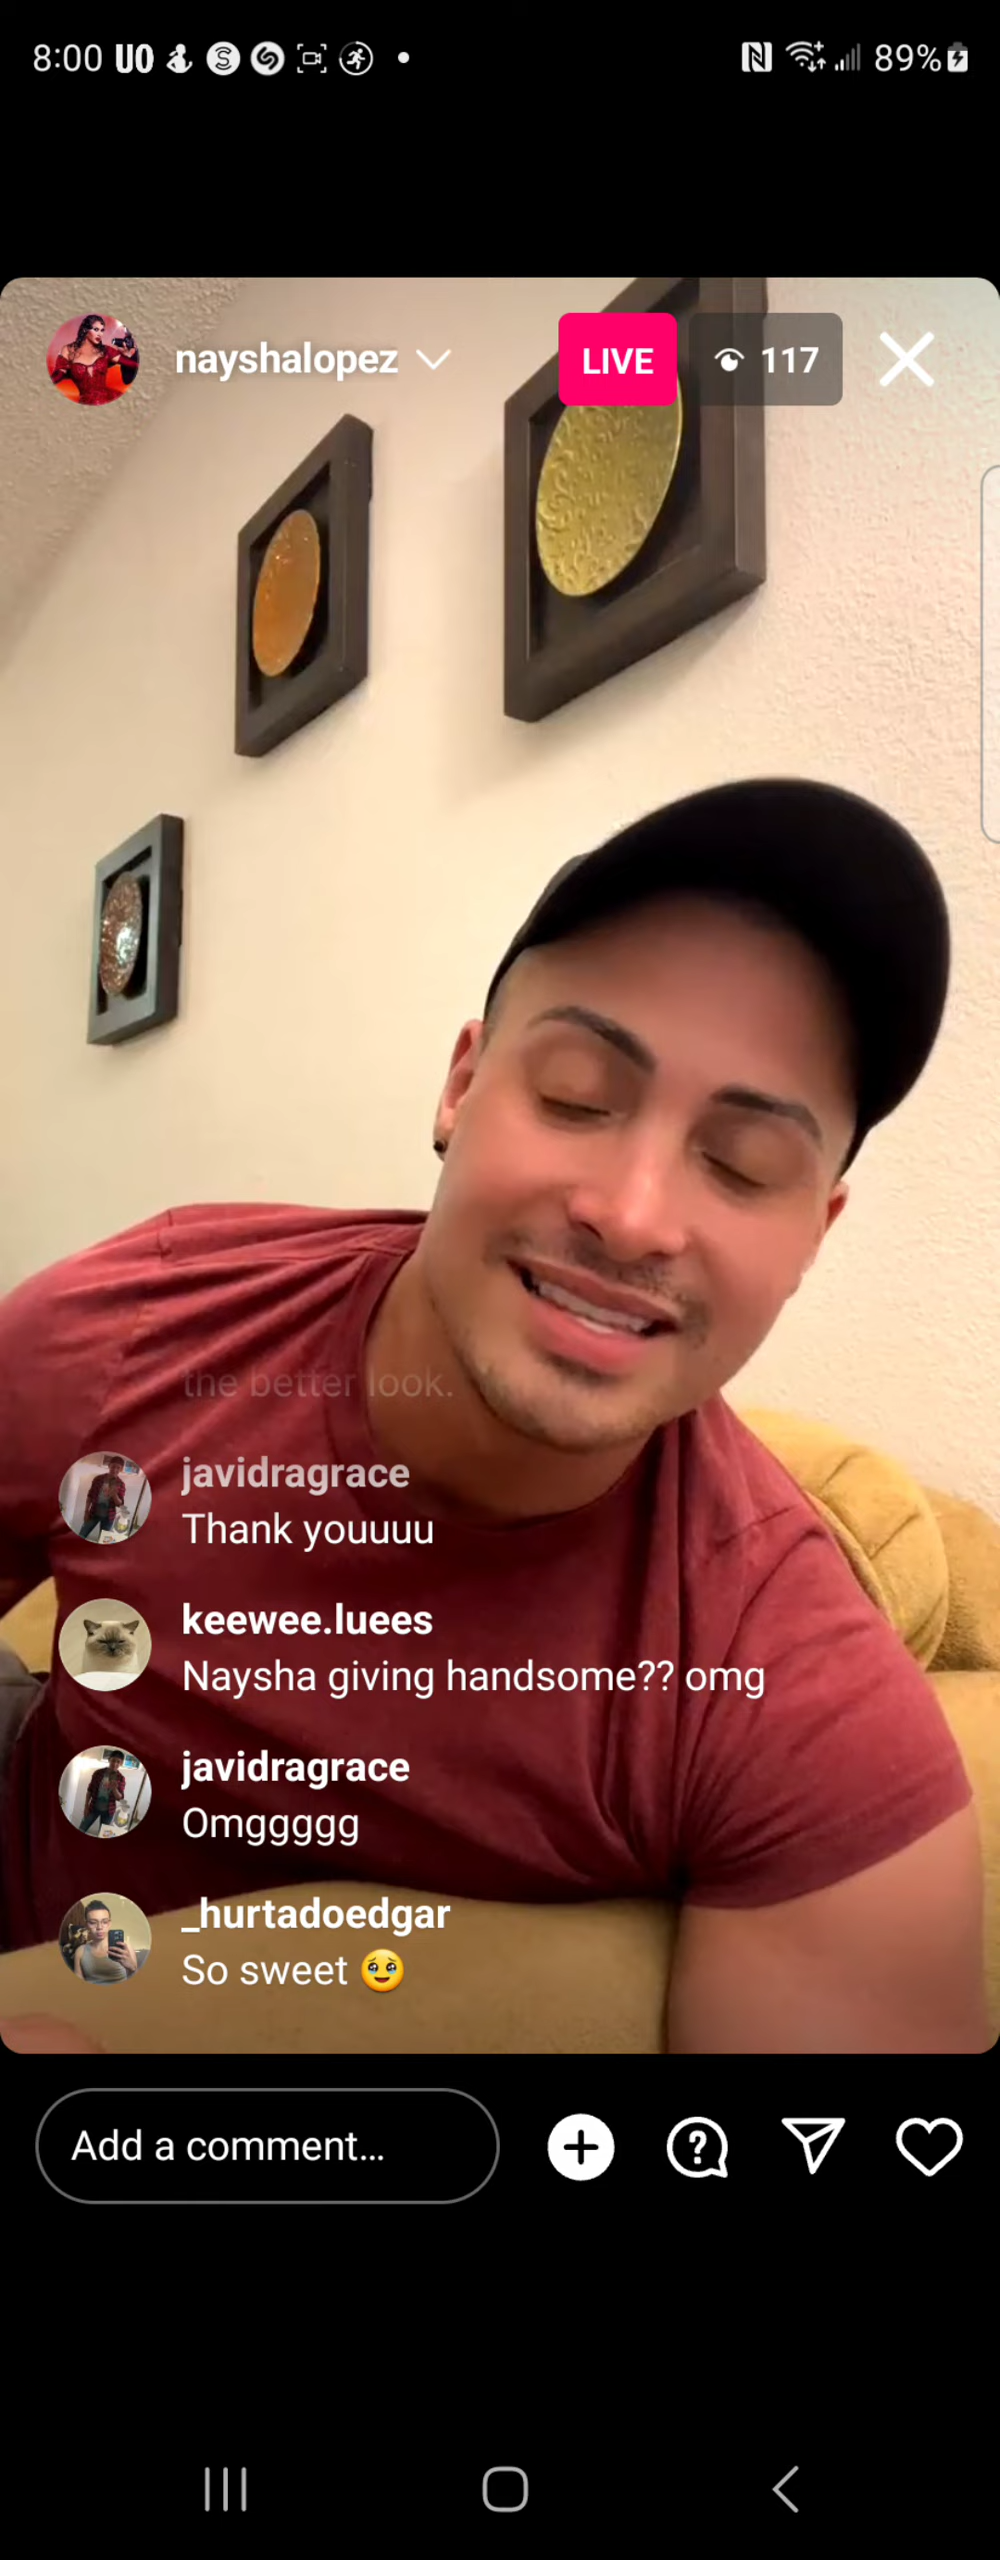 8:00 UO
89%
nayshalopez
LIVE
117
the better look.
javidragrace
Thank youuuu
keewee.luees
Naysha giving handsome?? omg
javidragrace
Omggggg
_hurtadoedgar
So sweet 🥹
Add a comment...